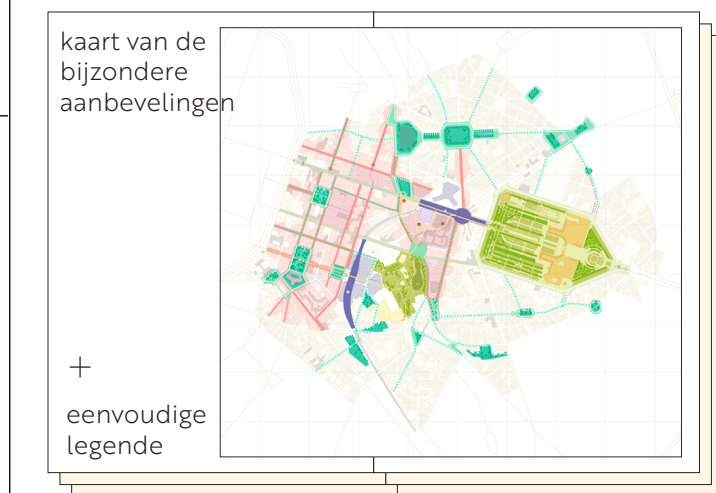 kaart van de
bijzondere
aanbevelingen
+
eenvoudige
legende